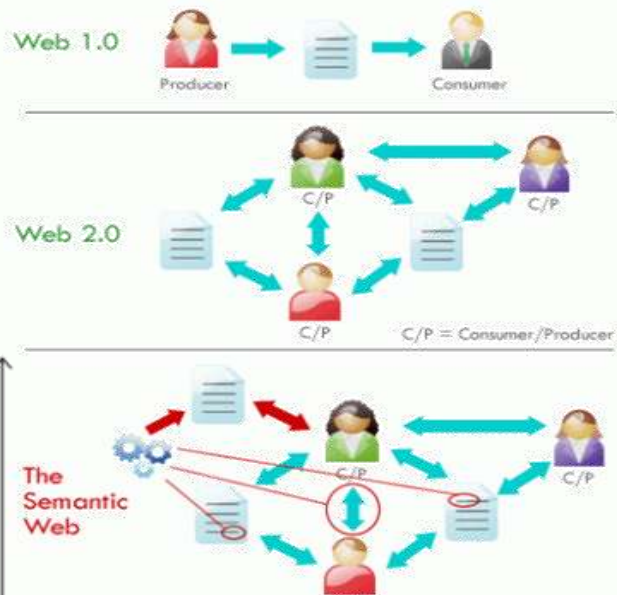 Web 1.0
Producer
Consumer
C/P
C/P
Web 2.0
C/P
C/P = Consumer/Producer
C/P
C/P
The
Semantic
Web